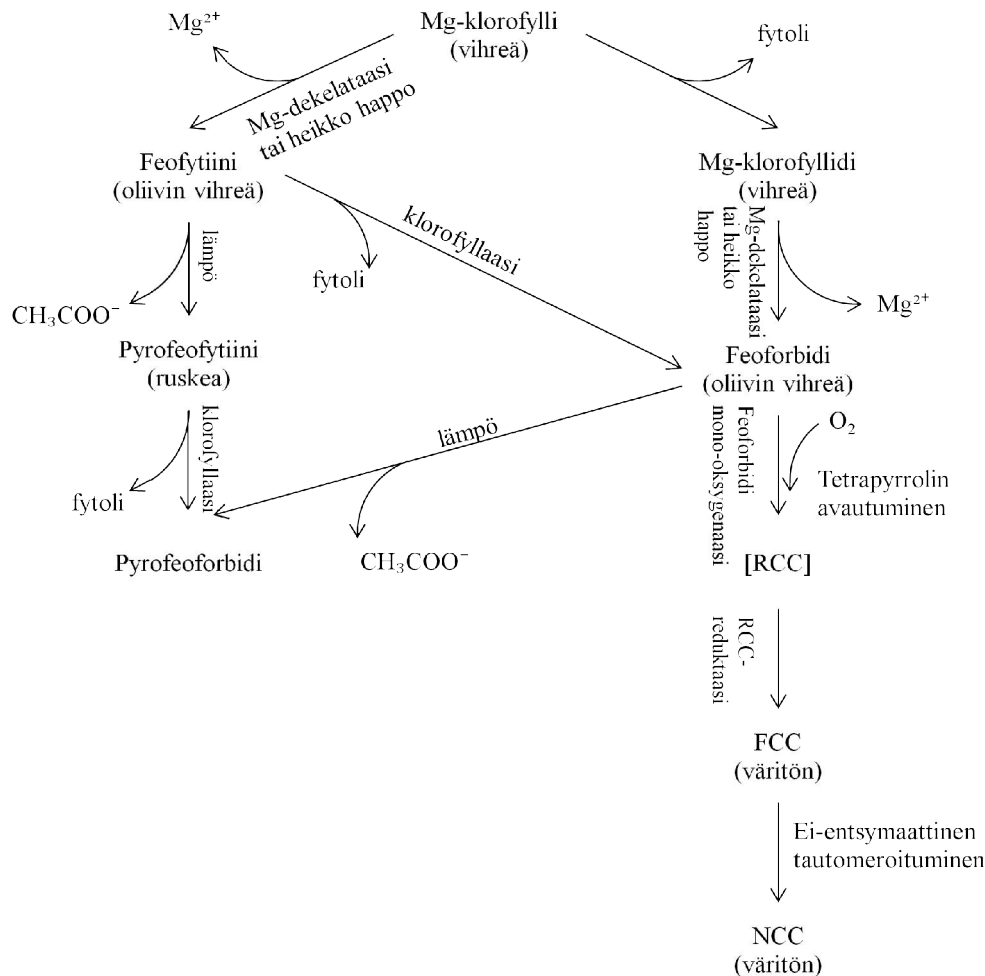 Mg²⁺
Mg-klorofylli
(vihreä)
fytoli
Mg-dekelataasi
tai heikko happo
Feofytiini
(oliivin vihreä)
Mg-klorofyllidi
(vihreä)
lämpö
fytoli
klorofyllaasi
Mg-dekelataasi
tai heikko
happo
CH₃COO⁻
Mg²⁺
Pyrofeofytiini
(ruskea)
Feoforbidi
(oliivin vihreä)
klorofyllaasi
fytoli
lämpö
Feoforbidi
mono-oksygenaasi
O₂
Tetrapyrrolin
avautuminen
Pyrofeoforbidi
CH₃COO⁻
[RCC]
RCC-
reduktaasi
FCC
(väritön)
Ei-entsymaattinen
tautomeroituminen
NCC
(väritön)